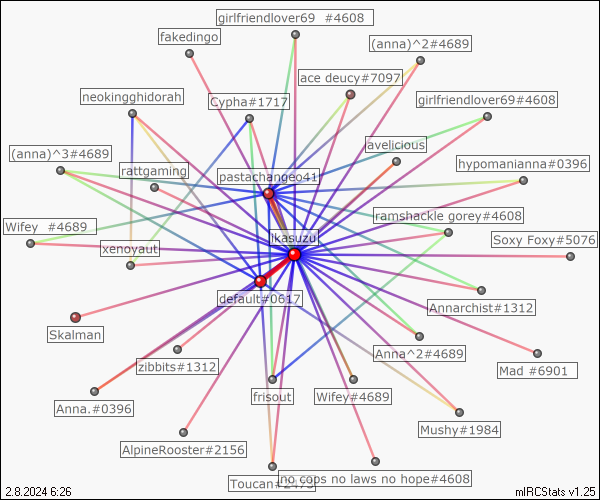 girlfriendlover69 #4608
fakedingo
(anna)^2#4689
ace deucy#7097
neokingghidorah
Cypha#1717
girlfriendlover69#4608
avelicious
(anna)^3#4689
rattgaming
hypomanianna#0396
pastachangeo41
ramshackle gorey#4608
Wifey #4689
ikasuzu
Soxy Foxy#5076
xenoyaut
default#0617
Annarchist#1312
Skalman
Anna^2#4689
zibbits#1312
Mad #6901
frisout
Wifey#4689
Anna.#0396
Mushy#1984
AlpineRooster#2156
no cops no laws no hope#4608
2.8.2024 6:26
mIRCStats v1.25